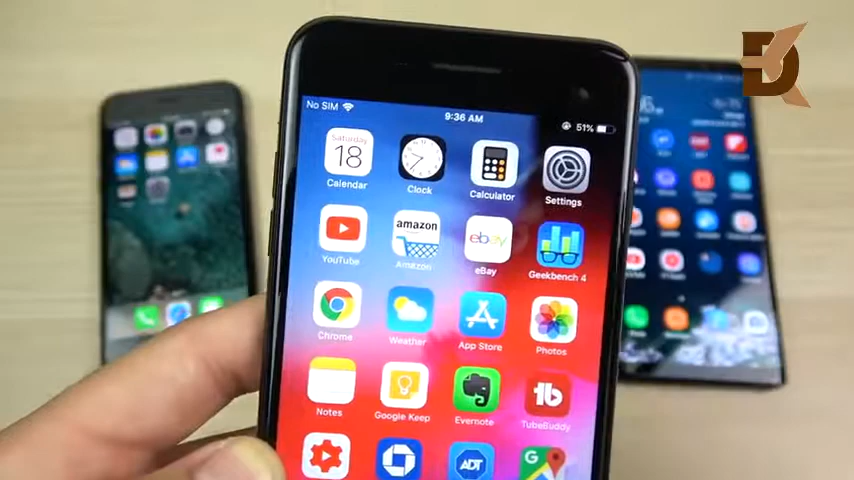 No SIM 9:36 AM 51%
Saturday
18
Calendar Clock Calculator Settings
amazon ebay
YouTube Amazon eBay Geekbench 4
Chrome Weather App Store Photos
Notes Google Keep Evernote TubeBuddy
ADT G
D